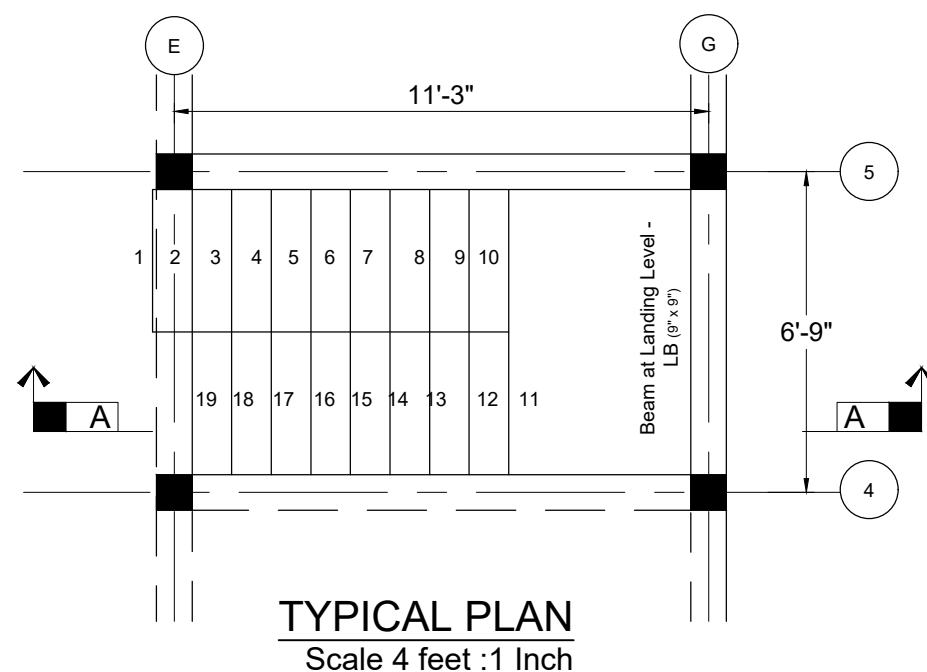 E
G
11'-3"
5
1 2 3 4 5 6 7 8 9 10
Beam at Landing Level -
LB (9" x 9")
6'-9"
A
A
19 18 17 16 15 14 13 12 11
4
TYPICAL PLAN
Scale 4 feet :1 Inch